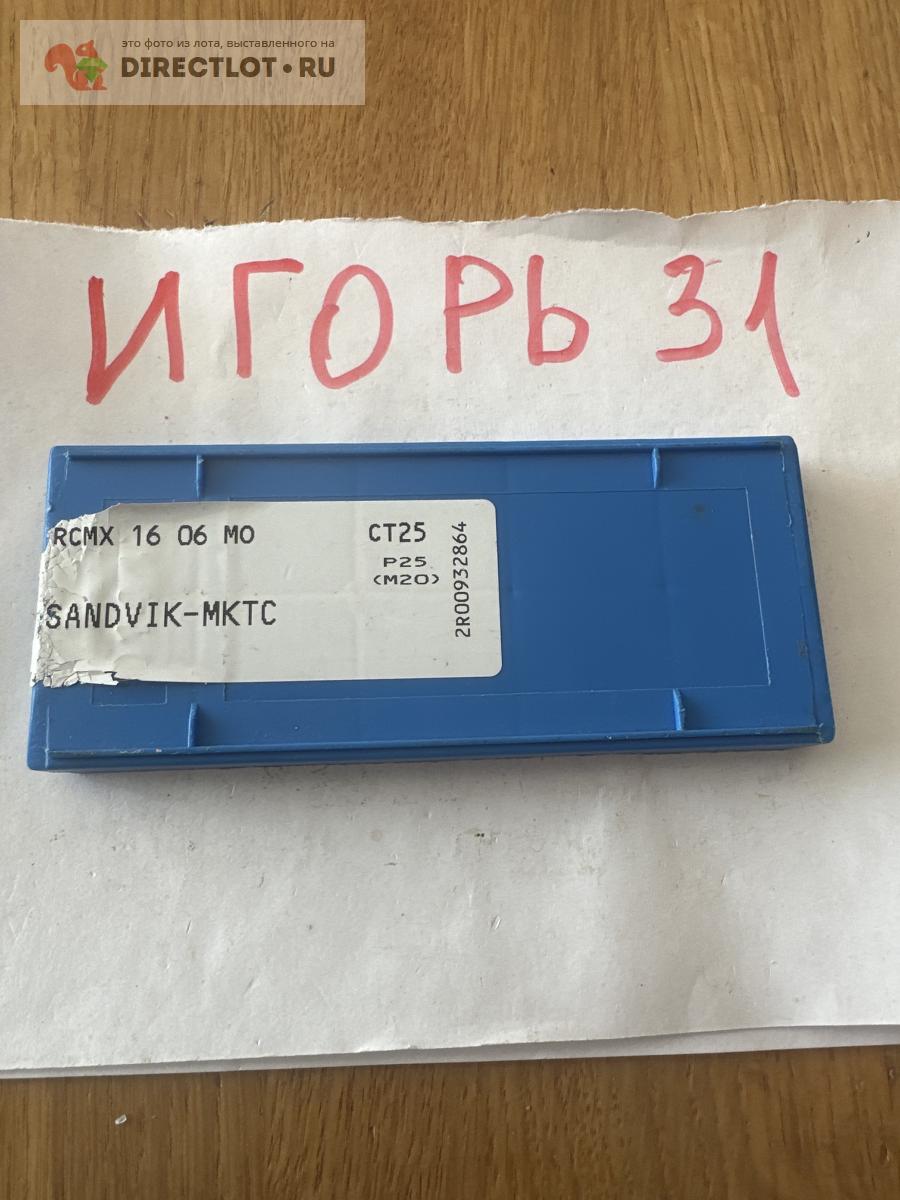 это фото из лота, выставленного на
DIRECTLOT•RU
ИГОРЬ 31
RCMX 16 06 MO
CT25
P25
(M20)
SANDVIK-MKTC
2R00932864